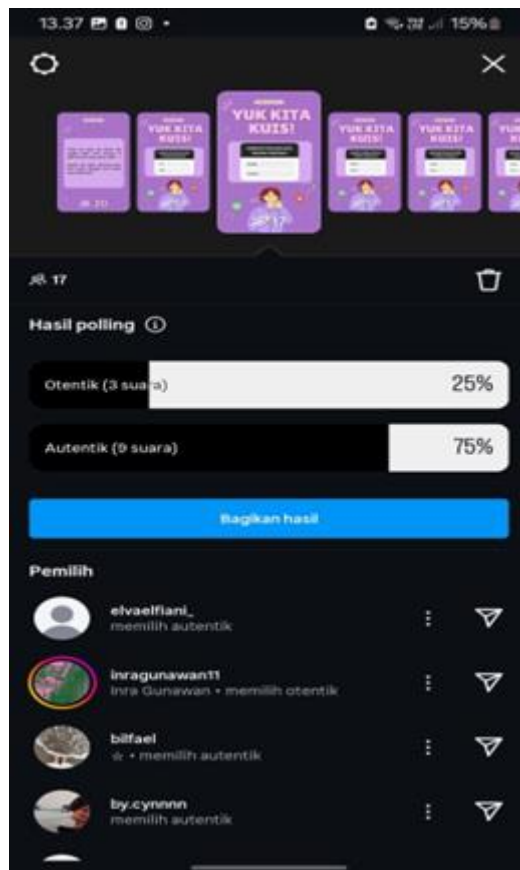 13.37
15%
YUK KITA KUIS!
YUK KITA
KUIS!
YUK KITA KUIS!
YUK KITA KUIS!
17
17
Hasil polling
Otentik (3 suara)
25%
Autentik (9 suara)
75%
Bagikan hasil
Pemilih
elvaelfiani_
memilih autentik
inragunawan11
Inra Gunawan • memilih otentik
bilfael
☆ • memilih autentik
by.cynnnn
memilih autentik